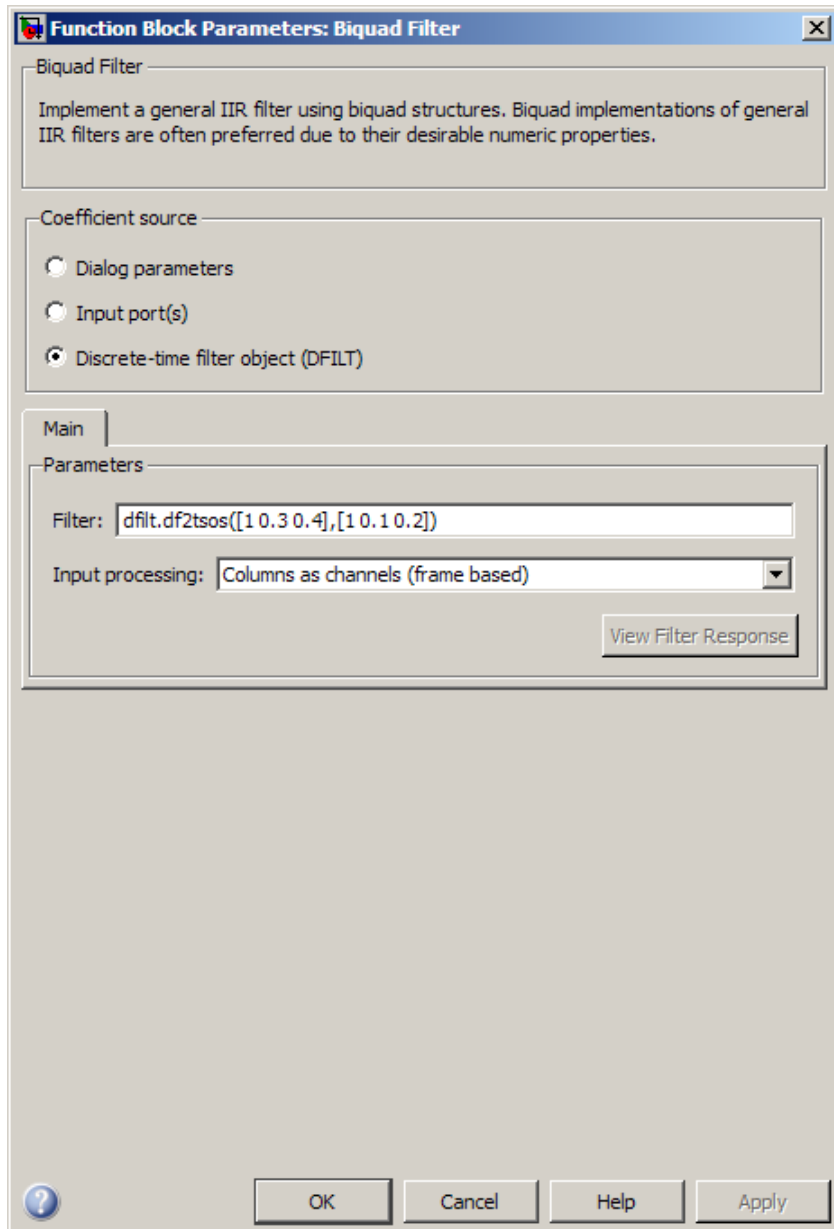 Function Block Parameters: Biquad Filter
Biquad Filter
Implement a general IIR filter using biquad structures. Biquad implementations of general
IIR filters are often preferred due to their desirable numeric properties.
Coefficient source
Dialog parameters
Input port(s)
Discrete-time filter object (DFILT)
Main
Parameters
Filter: dfilt.df2tsos([1 0.3 0.4],[1 0.1 0.2])
Input processing: Columns as channels (frame based)
View Filter Response
? OK Cancel Help Apply